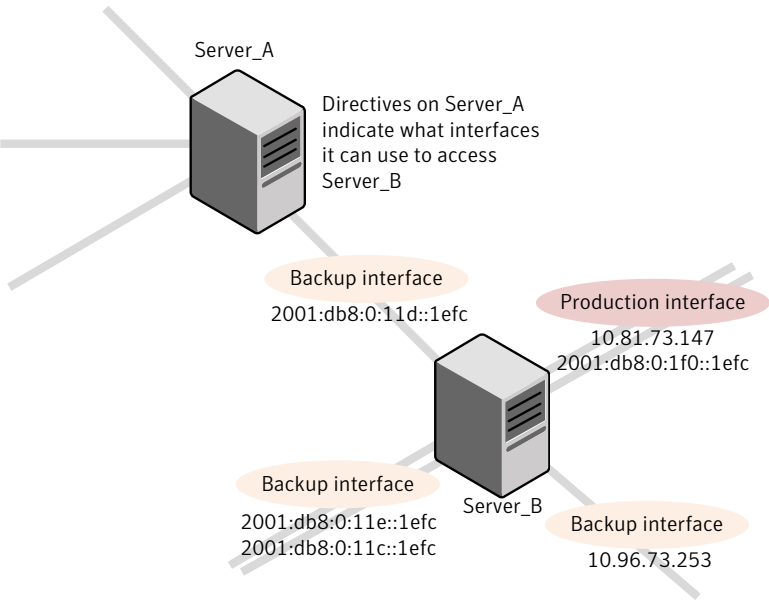 Server_A
Directives on Server_A
indicate what interfaces
it can use to access
Server_B
Backup interface
2001:db8:0:11d::1efc
Production interface
10.81.73.147
2001:db8:0:1f0::1efc
Backup interface
2001:db8:0:11e::1efc
2001:db8:0:11c::1efc
Server_B
Backup interface
10.96.73.253